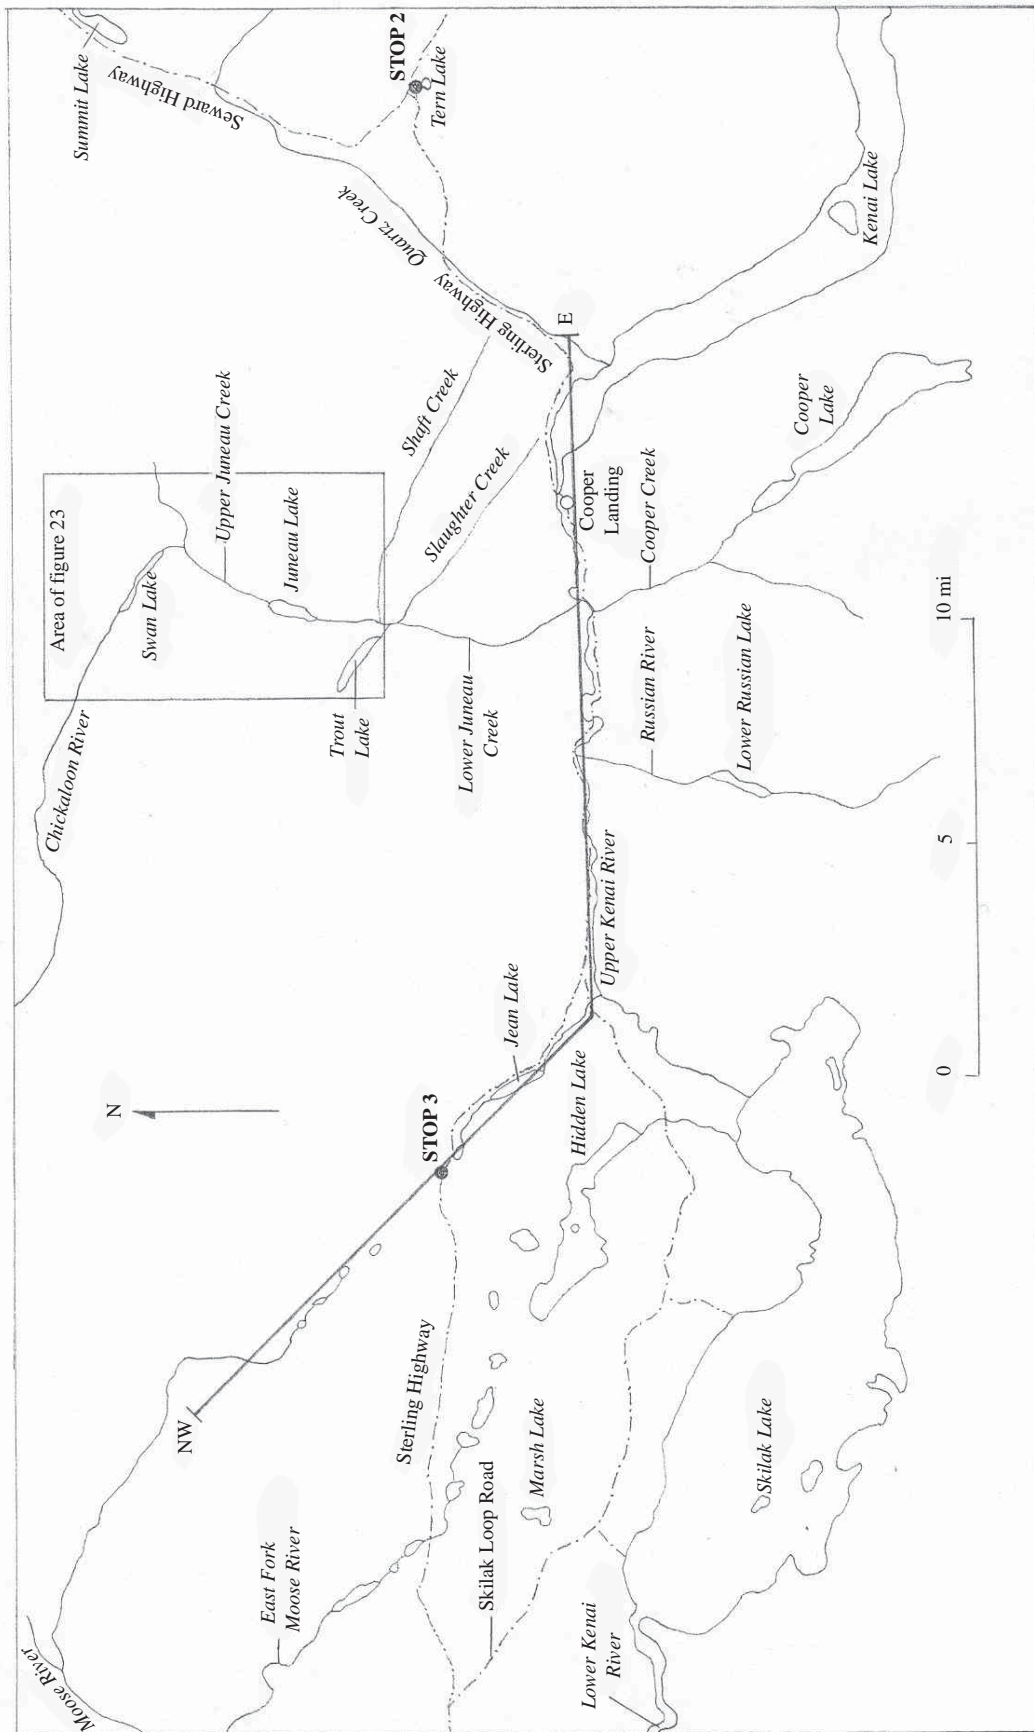 Summit Lake
Seward Highway
STOP 2
Tern Lake
Quartz Creek
Sterling Highway
Kenai Lake
E
Area of figure 23
Upper Juneau Creek
Swan Lake
Juneau Lake
Shaft Creek
Slaughter Creek
Cooper
Lake
Cooper
Landing
Cooper Creek
Chickaloon River
Trout
Lake
Lower Juneau
Creek
Russian River
Lower Russian Lake
Upper Kenai River
10 mi
5
0
N
Jean Lake
STOP 3
Hidden Lake
NW
Sterling Highway
Marsh Lake
Skilak Lake
Skilak Loop Road
East Fork
Moose River
Moose River
Lower Kenai
River